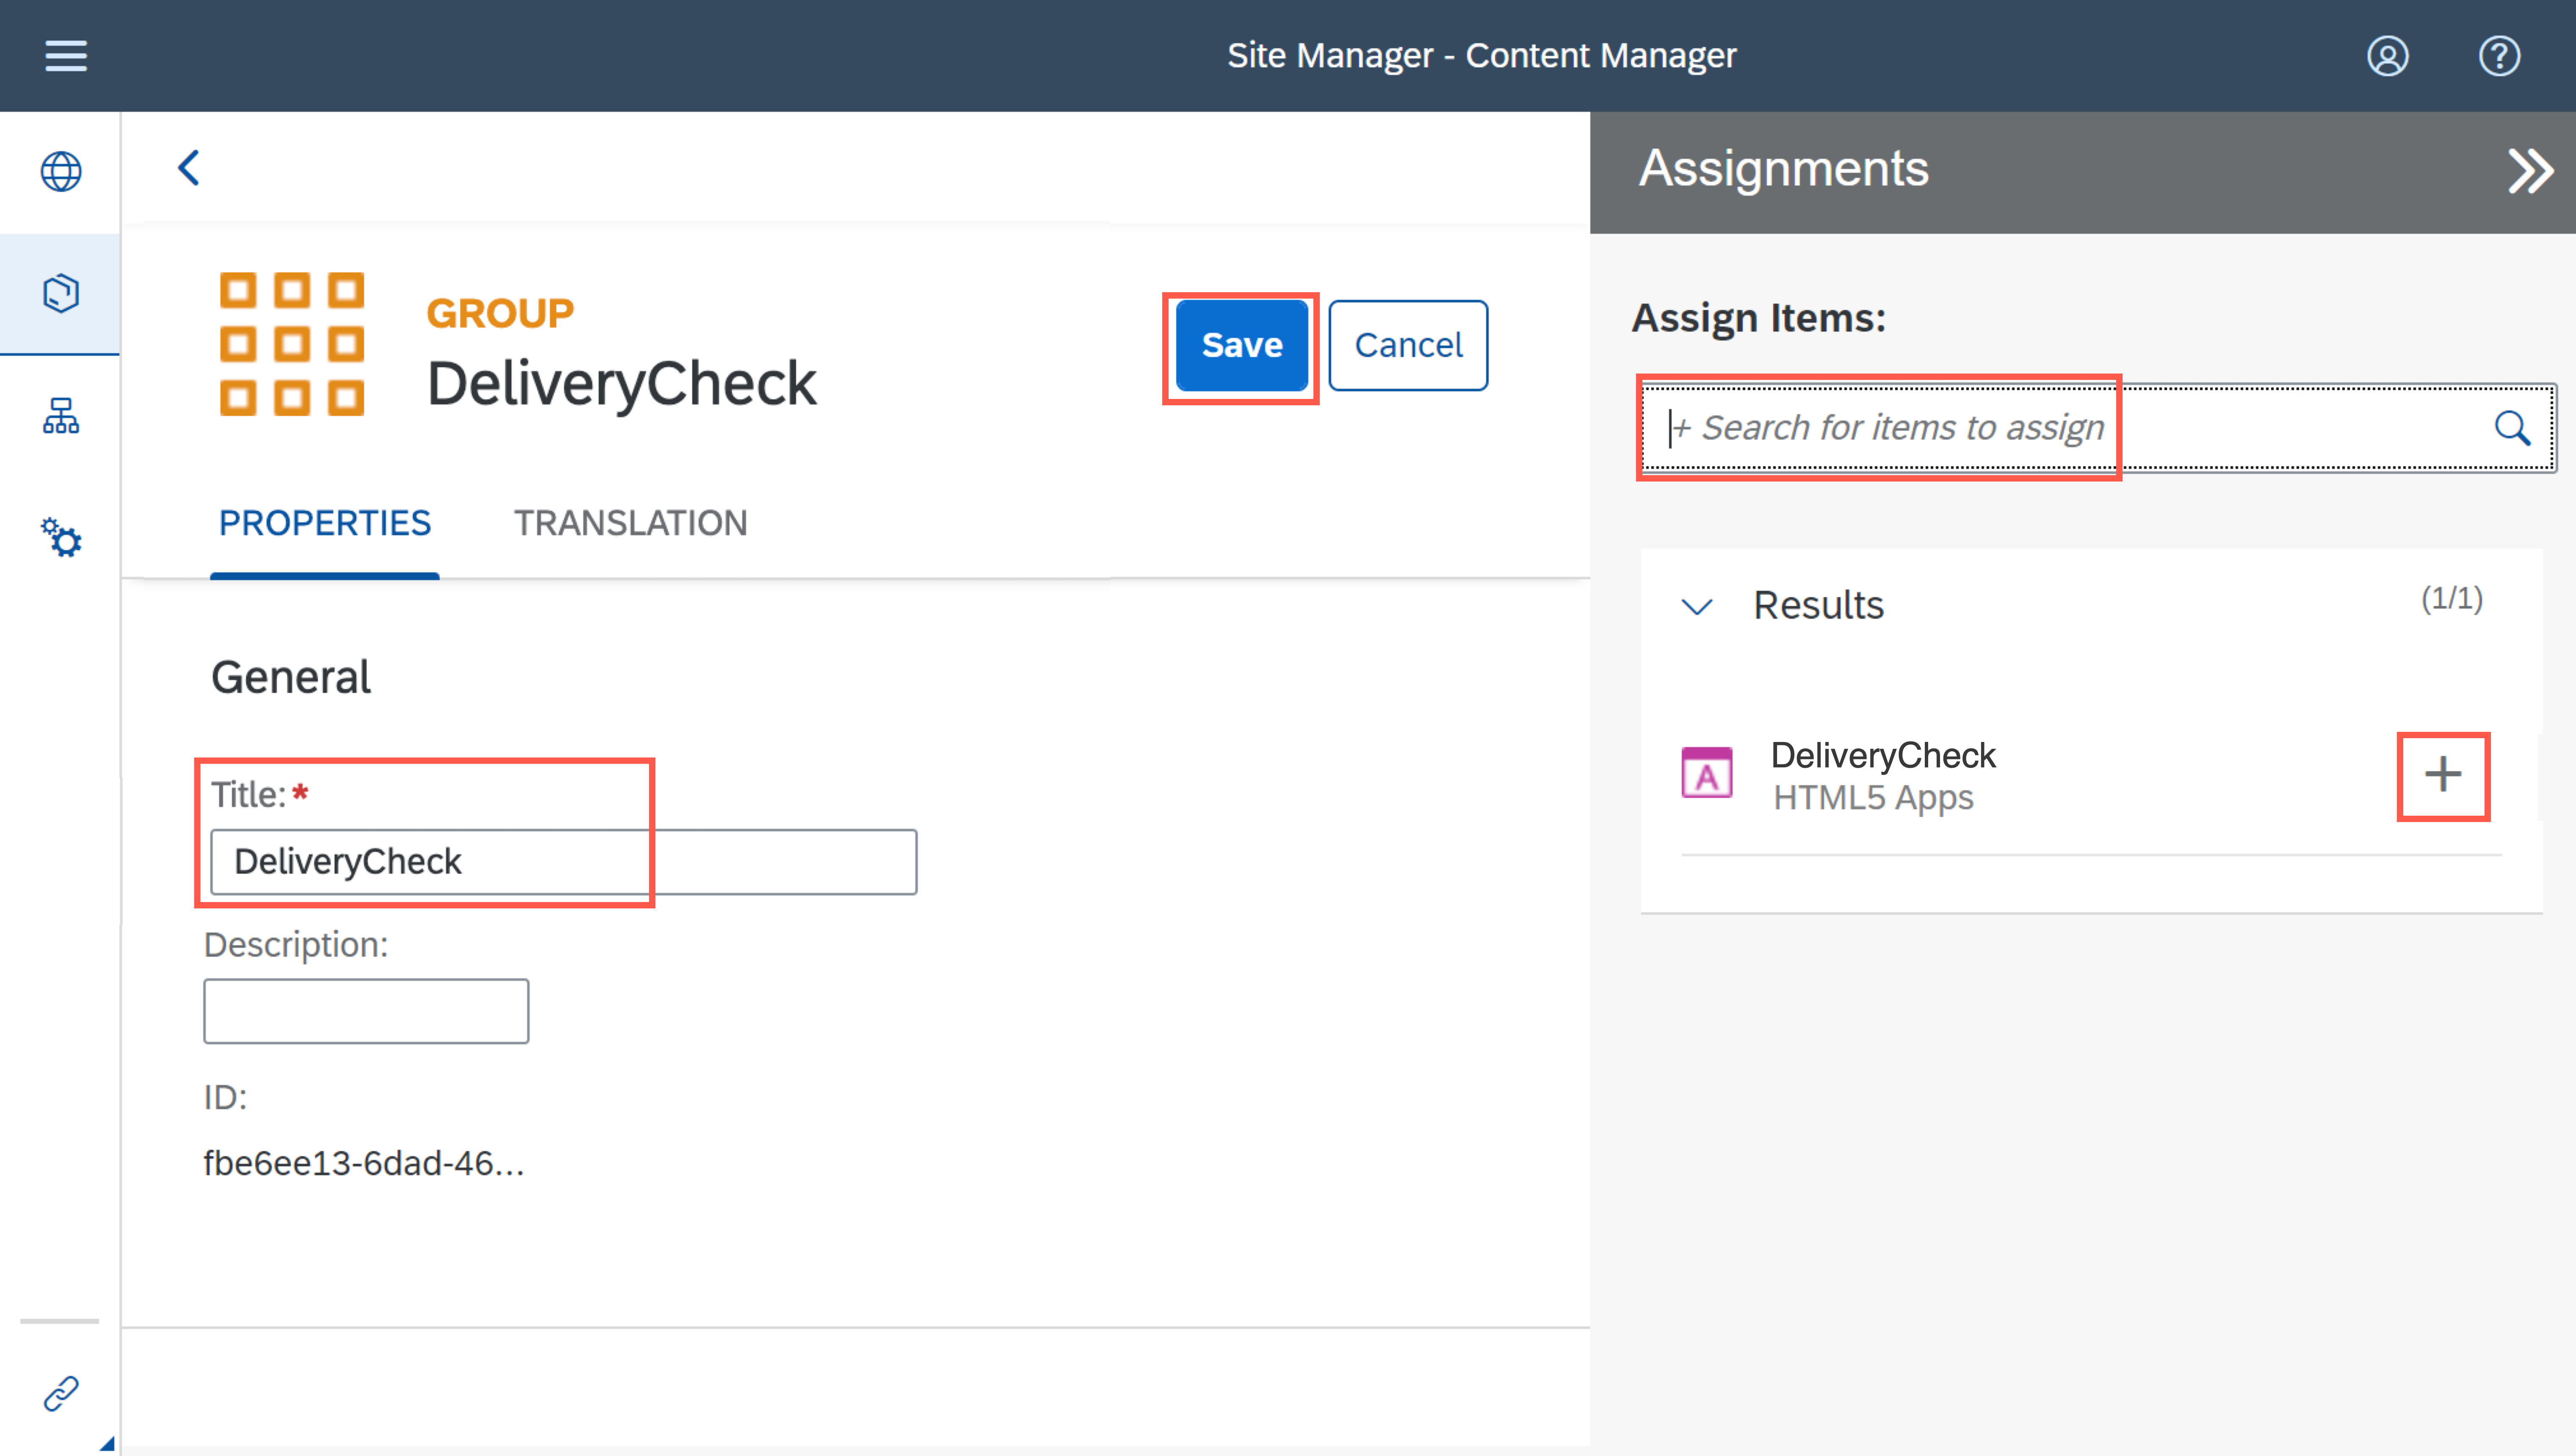 Site Manager - Content Manager
GROUP
DeliveryCheck
Save
Cancel
PROPERTIES
TRANSLATION
General
Title:*
DeliveryCheck
Description:
ID:
fbe6ee13-6dad-46...
Assignments
Assign Items:
+ Search for items to assign
Results
(1/1)
A
DeliveryCheck
HTML5 Apps